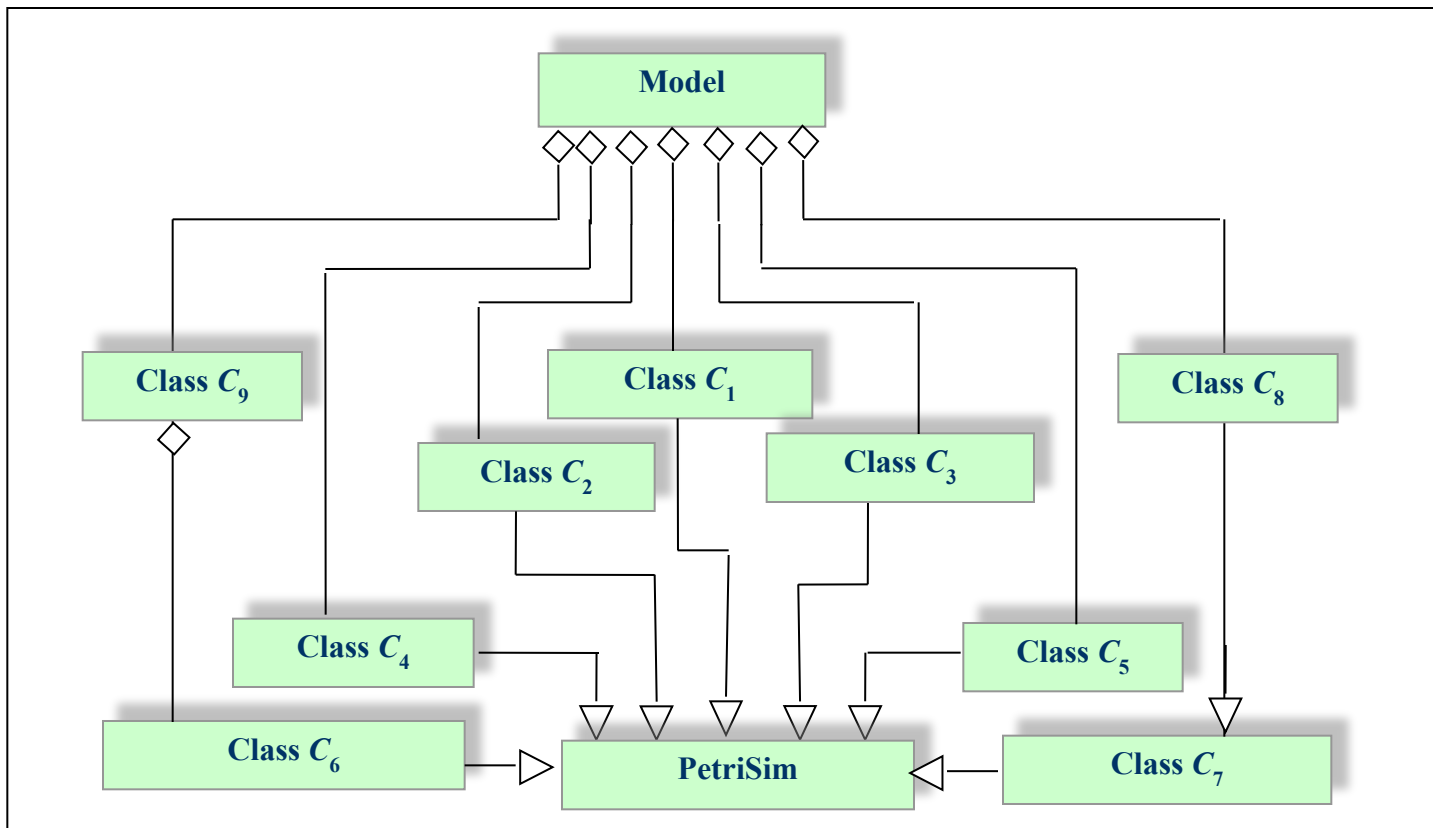 Model
Class C₉
Class C₁
Class C₈
Class C₂
Class C₃
Class C₄
Class C₅
Class C₆
PetriSim
Class C₇